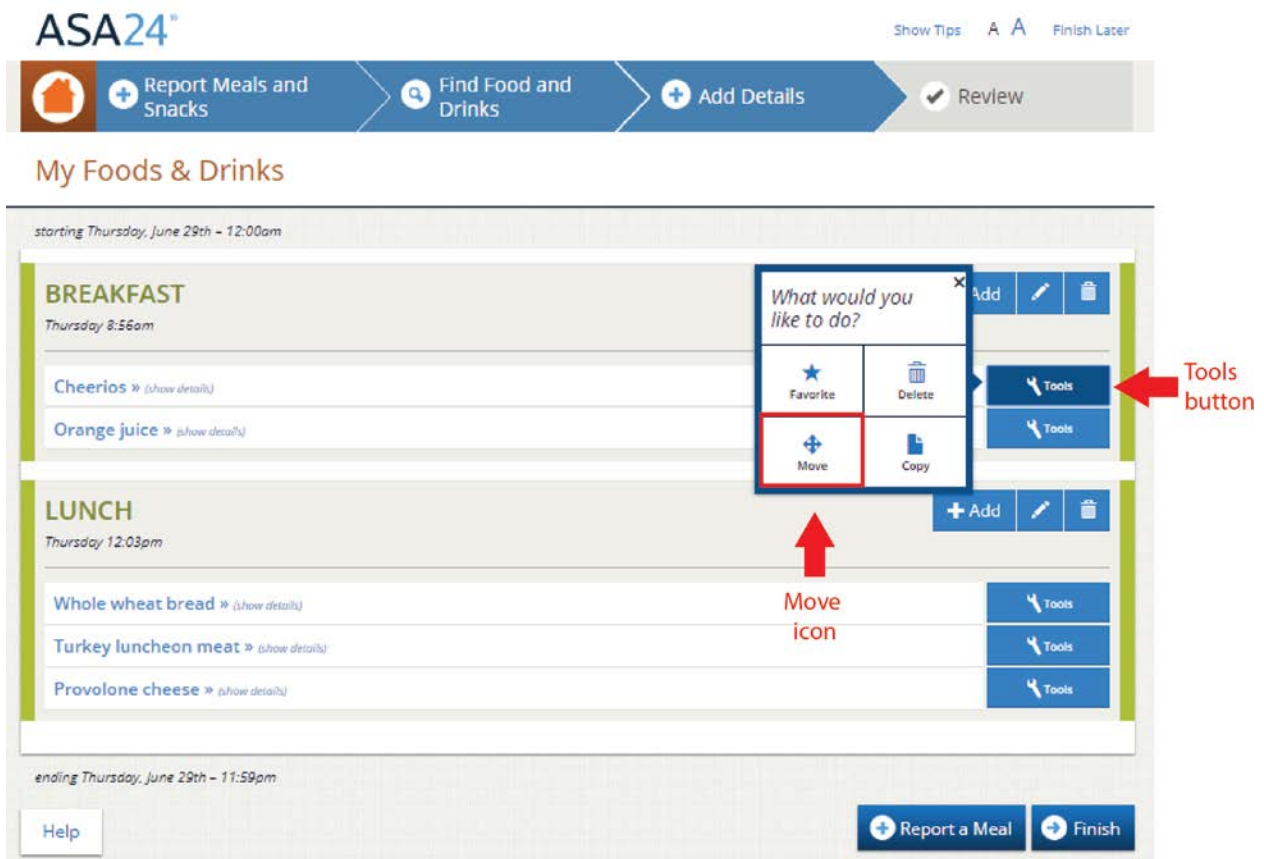 ASA24®
Show Tips A A Finish Later
Report Meals and
Snacks
Find Food and
Drinks
Add Details
Review
My Foods & Drinks
starting Thursday, June 29th – 12:00am
BREAKFAST
Thursday 8:56am
What would you
like to do?
×
Add
Favorite
Delete
Move
Copy
Cheerios » (show details)
Tools
Orange juice » (show details)
Tools
Tools
button
LUNCH
Thursday 12:03pm
Add
Move
icon
Whole wheat bread » (show details)
Tools
Turkey luncheon meat » (show details)
Tools
Provolone cheese » (show details)
Tools
ending Thursday, June 29th – 11:59pm
Help
Report a Meal
Finish